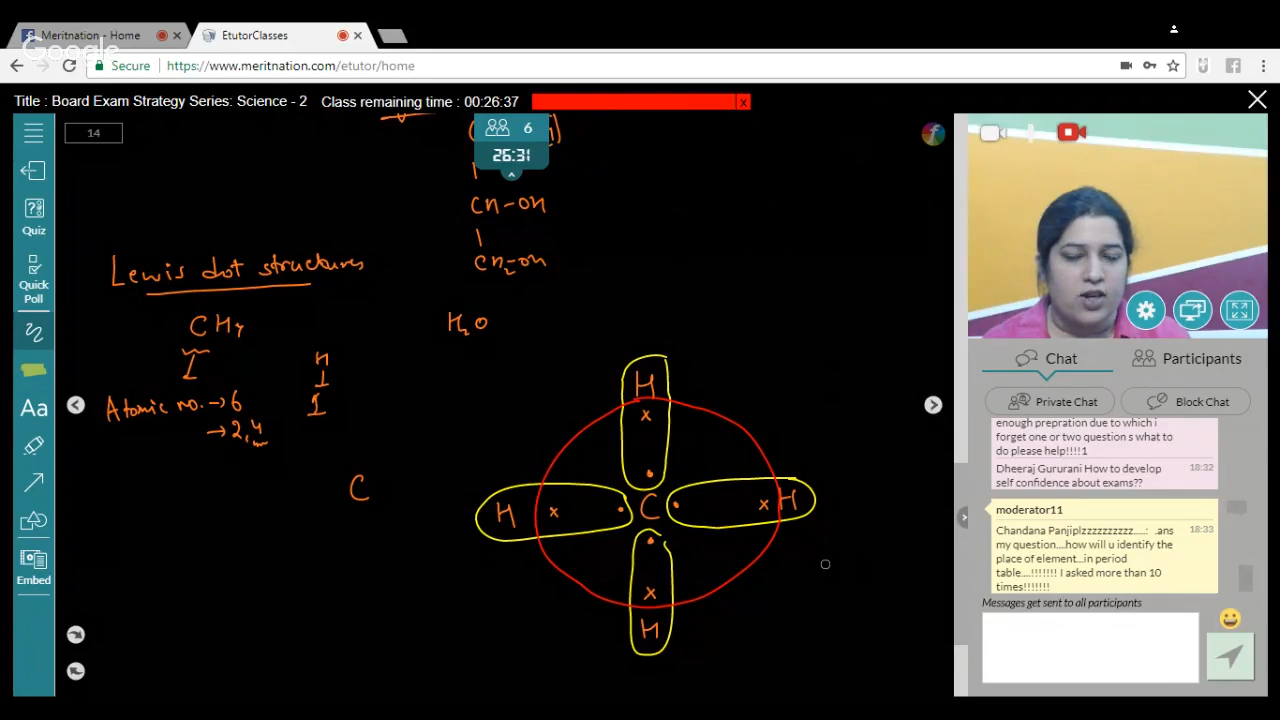 Meritnation - Home
EtutorClasses
Google
Secure
https://www.meritnation.com/etutor/home
Title : Board Exam Strategy Series: Science - 2
Class remaining time : 00:26:37
x
14
6
26:31
CH-OH
CH2-OH
Lewis dot structures
CH4
H2O
H
1
1
Atomic no. → 6
→ 2,4
C
H
x
H x C x H
x
H
Quiz
Quick
Poll
Aa
Embed
Chat
Participants
Private Chat
Block Chat
enough prepration due to which i
forget one or two question s what to
do please help!!!!1
Dheeraj Gururani How to develop
self confidence about exams??
18:32
moderator11
Chandana Panjiplzzzzzzzzzz....: .ans
my question....how will u identify the
place of element...in period
table....!!!!!!! I asked more than 10
times!!!!!!!
18:33
Messages get sent to all participants